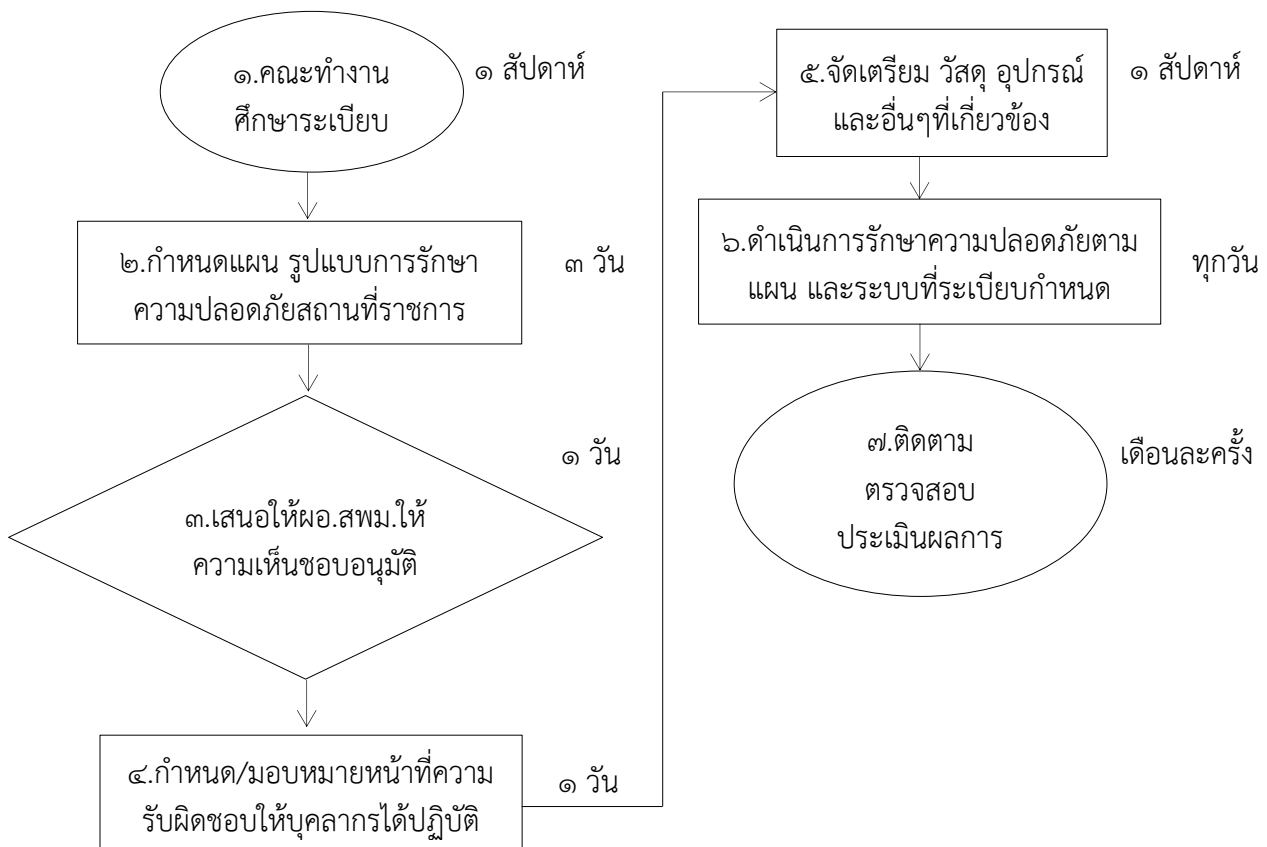 ๑.คณะทำงาน
ศึกษาระเบียบ
๑ สัปดาห์
๒.กำหนดแผน รูปแบบการรักษา
ความปลอดภัยสถานที่ราชการ
๓ วัน
๑ วัน
๓.เสนอให้ผอ.สพม.ให้
ความเห็นชอบอนุมัติ
๔.กำหนด/มอบหมายหน้าที่ความ
รับผิดชอบให้บุคลากรได้ปฏิบัติ
๑ วัน
๕.จัดเตรียม วัสดุ อุปกรณ์
และอื่นๆที่เกี่ยวข้อง
๑ สัปดาห์
๖.ดำเนินการรักษาความปลอดภัยตาม
แผน และระบบที่ระเบียบกำหนด
ทุกวัน
๗.ติดตาม
ตรวจสอบ
ประเมินผลการ
เดือนละครั้ง